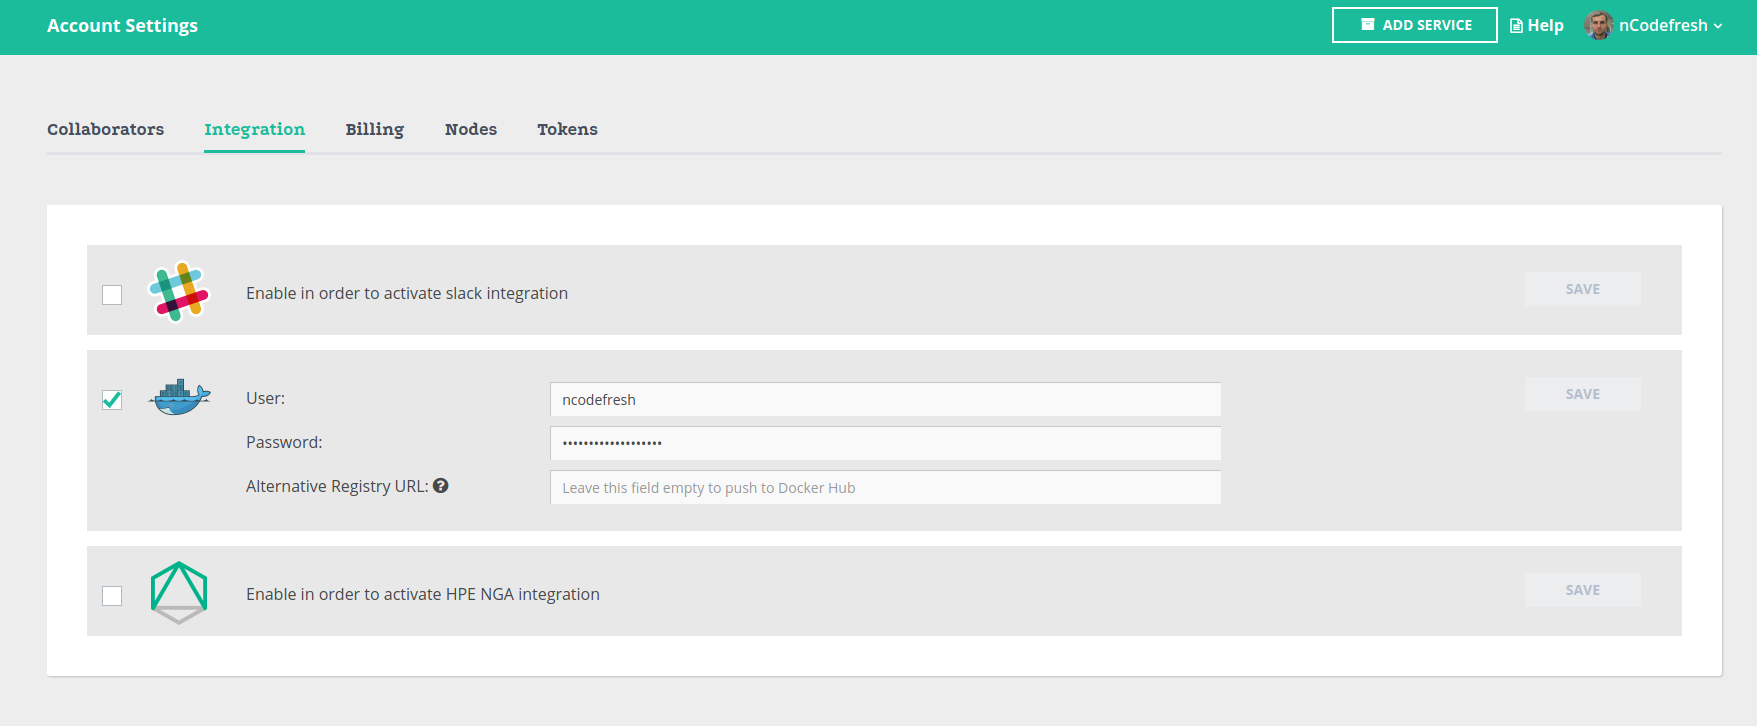 Account Settings
ADD SERVICE
Help
nCodefresh
Collaborators
Integration
Billing
Nodes
Tokens
Enable in order to activate slack integration
SAVE
User:
ncodefresh
SAVE
Password:
•••••••••••••••••••
Alternative Registry URL:
Leave this field empty to push to Docker Hub
Enable in order to activate HPE NGA integration
SAVE